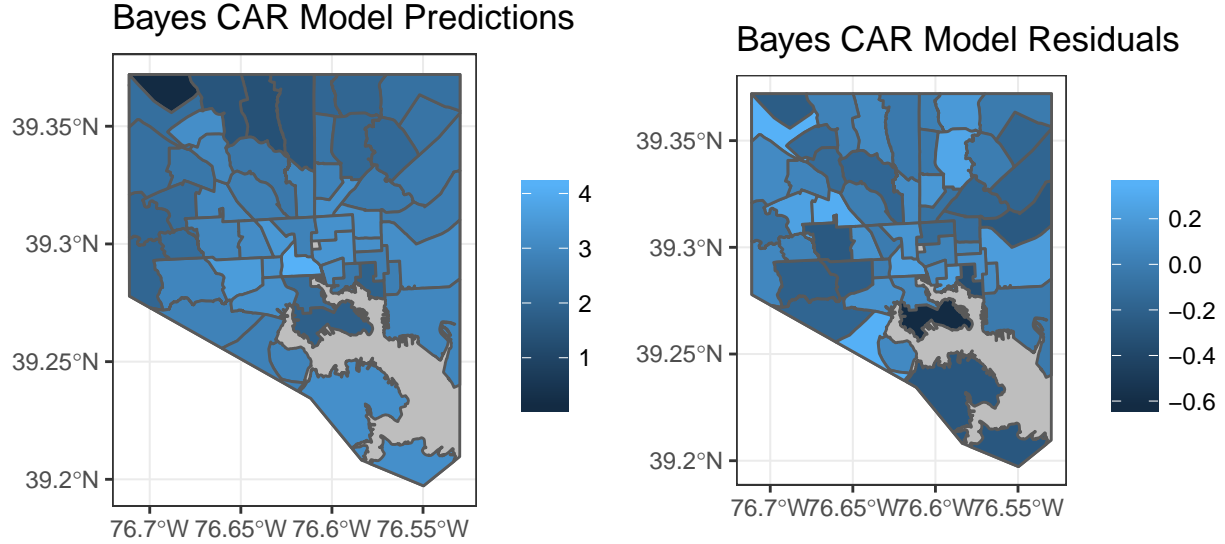 Bayes CAR Model Predictions
39.35°N
39.3°N
39.25°N
39.2°N
76.7°W 76.65°W 76.6°W 76.55°W
4
3
2
1
Bayes CAR Model Residuals
39.35°N
39.3°N
39.25°N
39.2°N
76.7°W76.65°W76.6°W76.55°W
0.2
0.0
−0.2
−0.4
−0.6